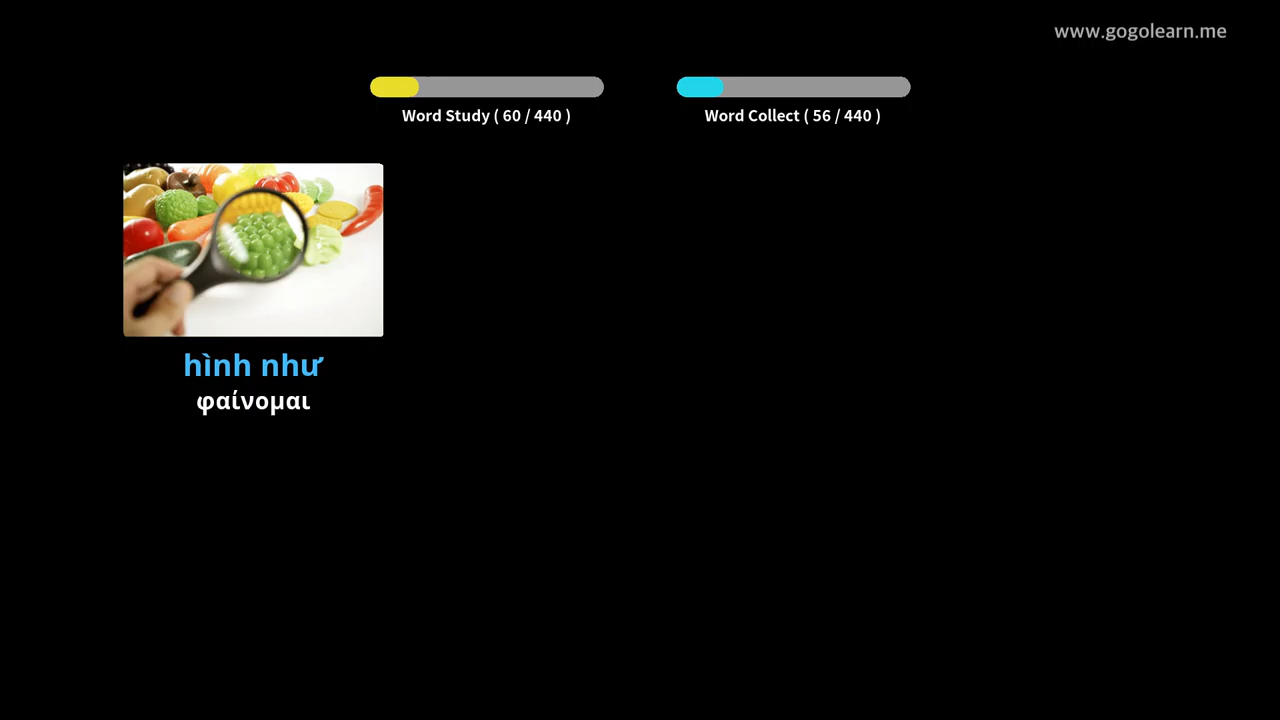 www.gogolearn.me
Word Study ( 60 / 440 )
Word Collect ( 56 / 440 )
hình như
φαίνομαι